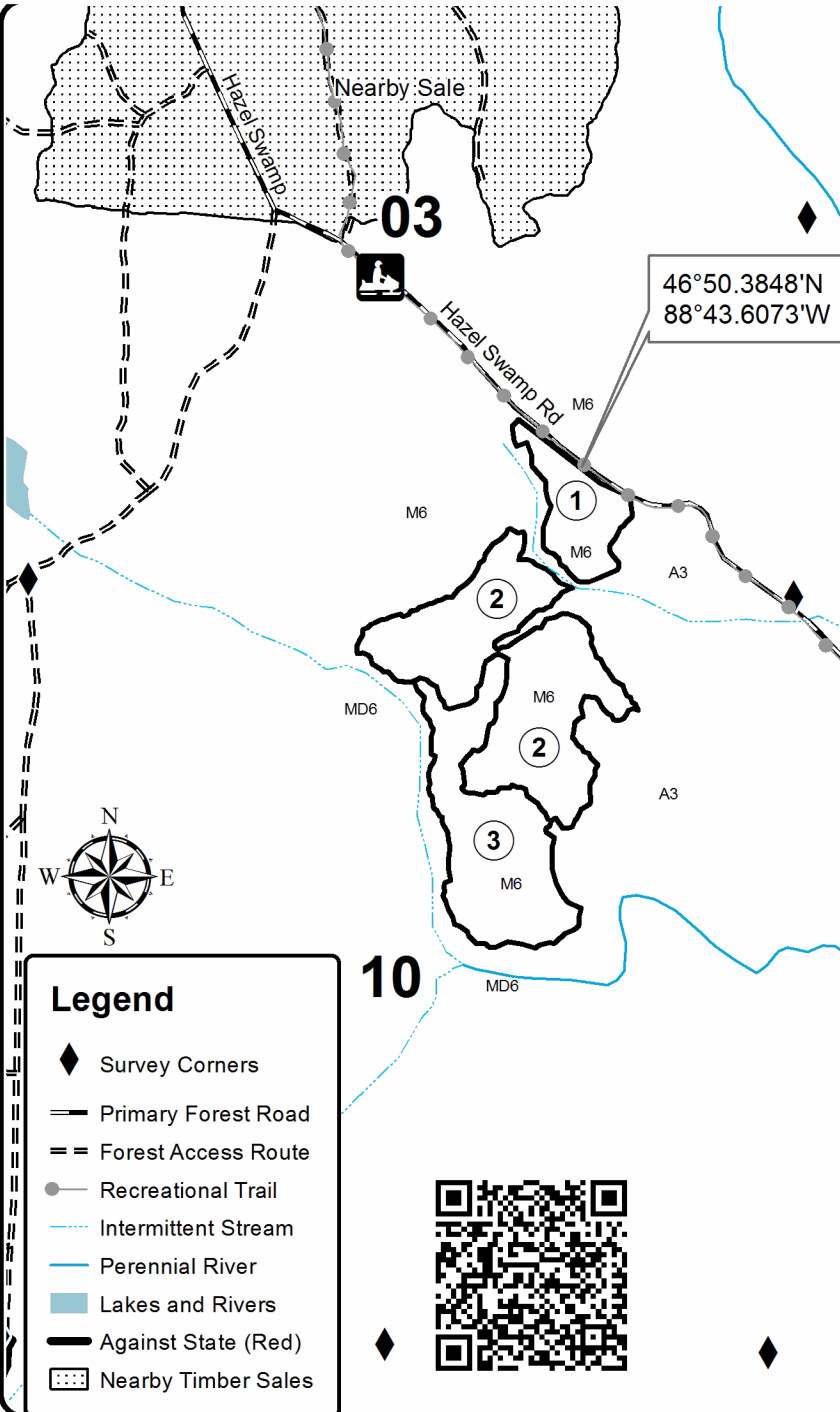 Hazel Swamp
Nearby Sale
03
46°50.3848'N
88°43.6073'W
Hazel Swamp Rd
M6
1
M6
M6
A3
2
M6
MD6
2
A3
3
M6
N
W
E
S
10
MD6
Legend
Survey Corners
Primary Forest Road
Forest Access Route
Recreational Trail
Intermittent Stream
Perennial River
Lakes and Rivers
Against State (Red)
Nearby Timber Sales